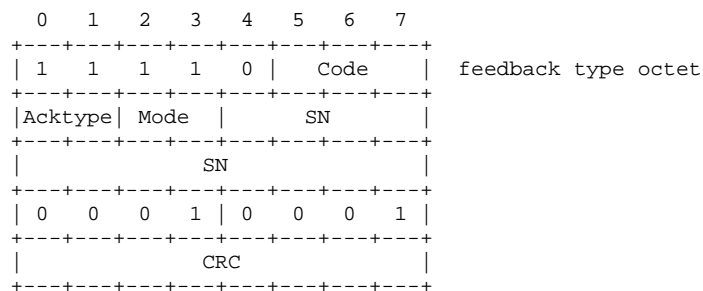 0   1   2   3   4   5   6   7
+---+---+---+---+---+---+---+---+
| 1   1   1   1   0 |   Code    |  feedback type octet
+---+---+---+---+---+---+---+---+
|Acktype| Mode  |      SN       |
+---+---+---+---+---+---+---+---+
|              SN               |
+---+---+---+---+---+---+---+---+
| 0   0   0   1 | 0   0   0   1 |
+---+---+---+---+---+---+---+---+
|              CRC              |
+---+---+---+---+---+---+---+---+